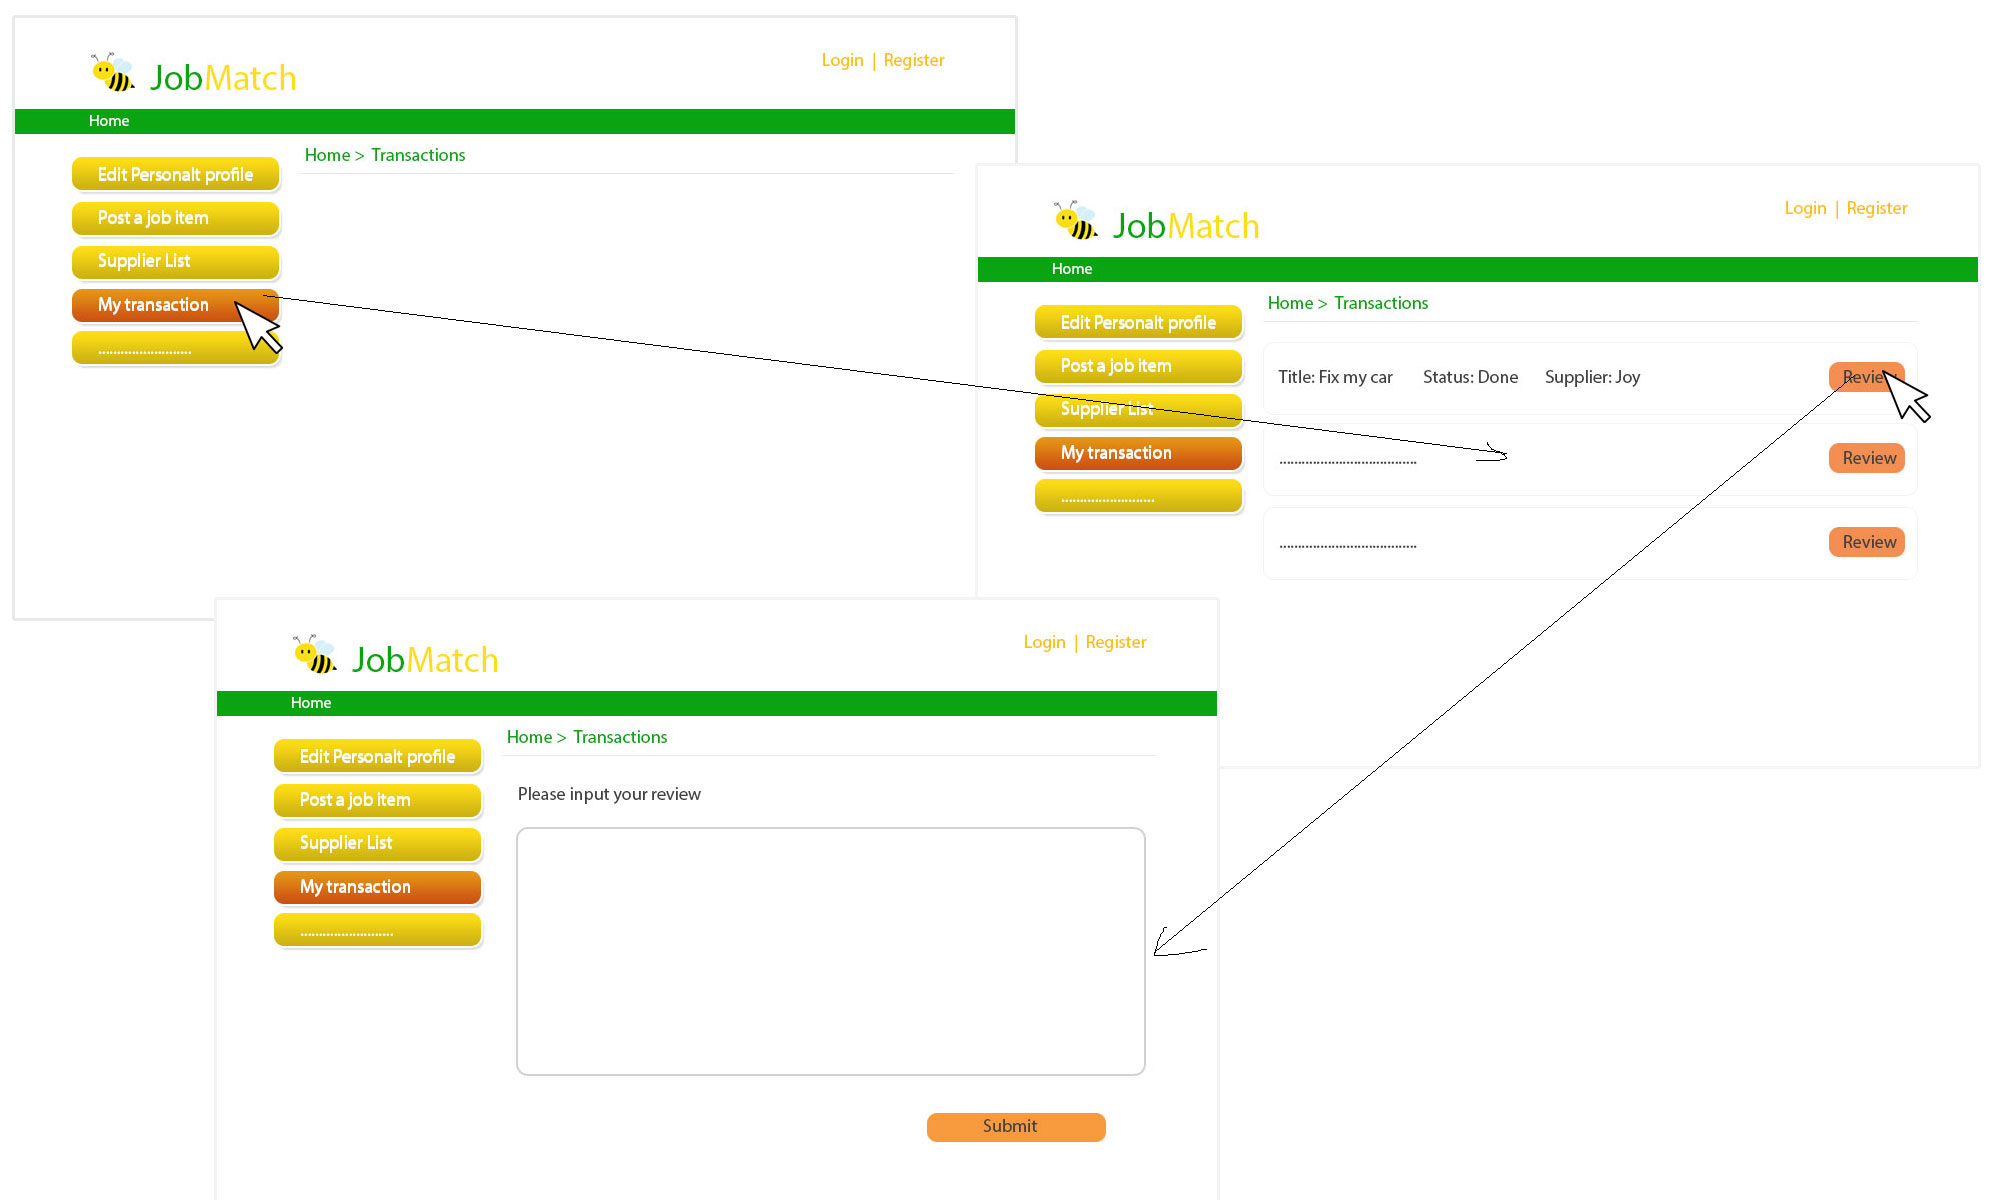 JobMatch
Login | Register
Home
Home > Transactions
Edit Personalt profile
Post a job item
Supplier List
My transaction
.........................
JobMatch
Login | Register
Home
Home > Transactions
Edit Personalt profile
Post a job item
Supplier List
My transaction
.........................
Title: Fix my car Status: Done Supplier: Joy Review
..................................... Review
..................................... Review
JobMatch
Login | Register
Home
Home > Transactions
Edit Personalt profile
Post a job item
Supplier List
My transaction
.........................
Please input your review
Submit